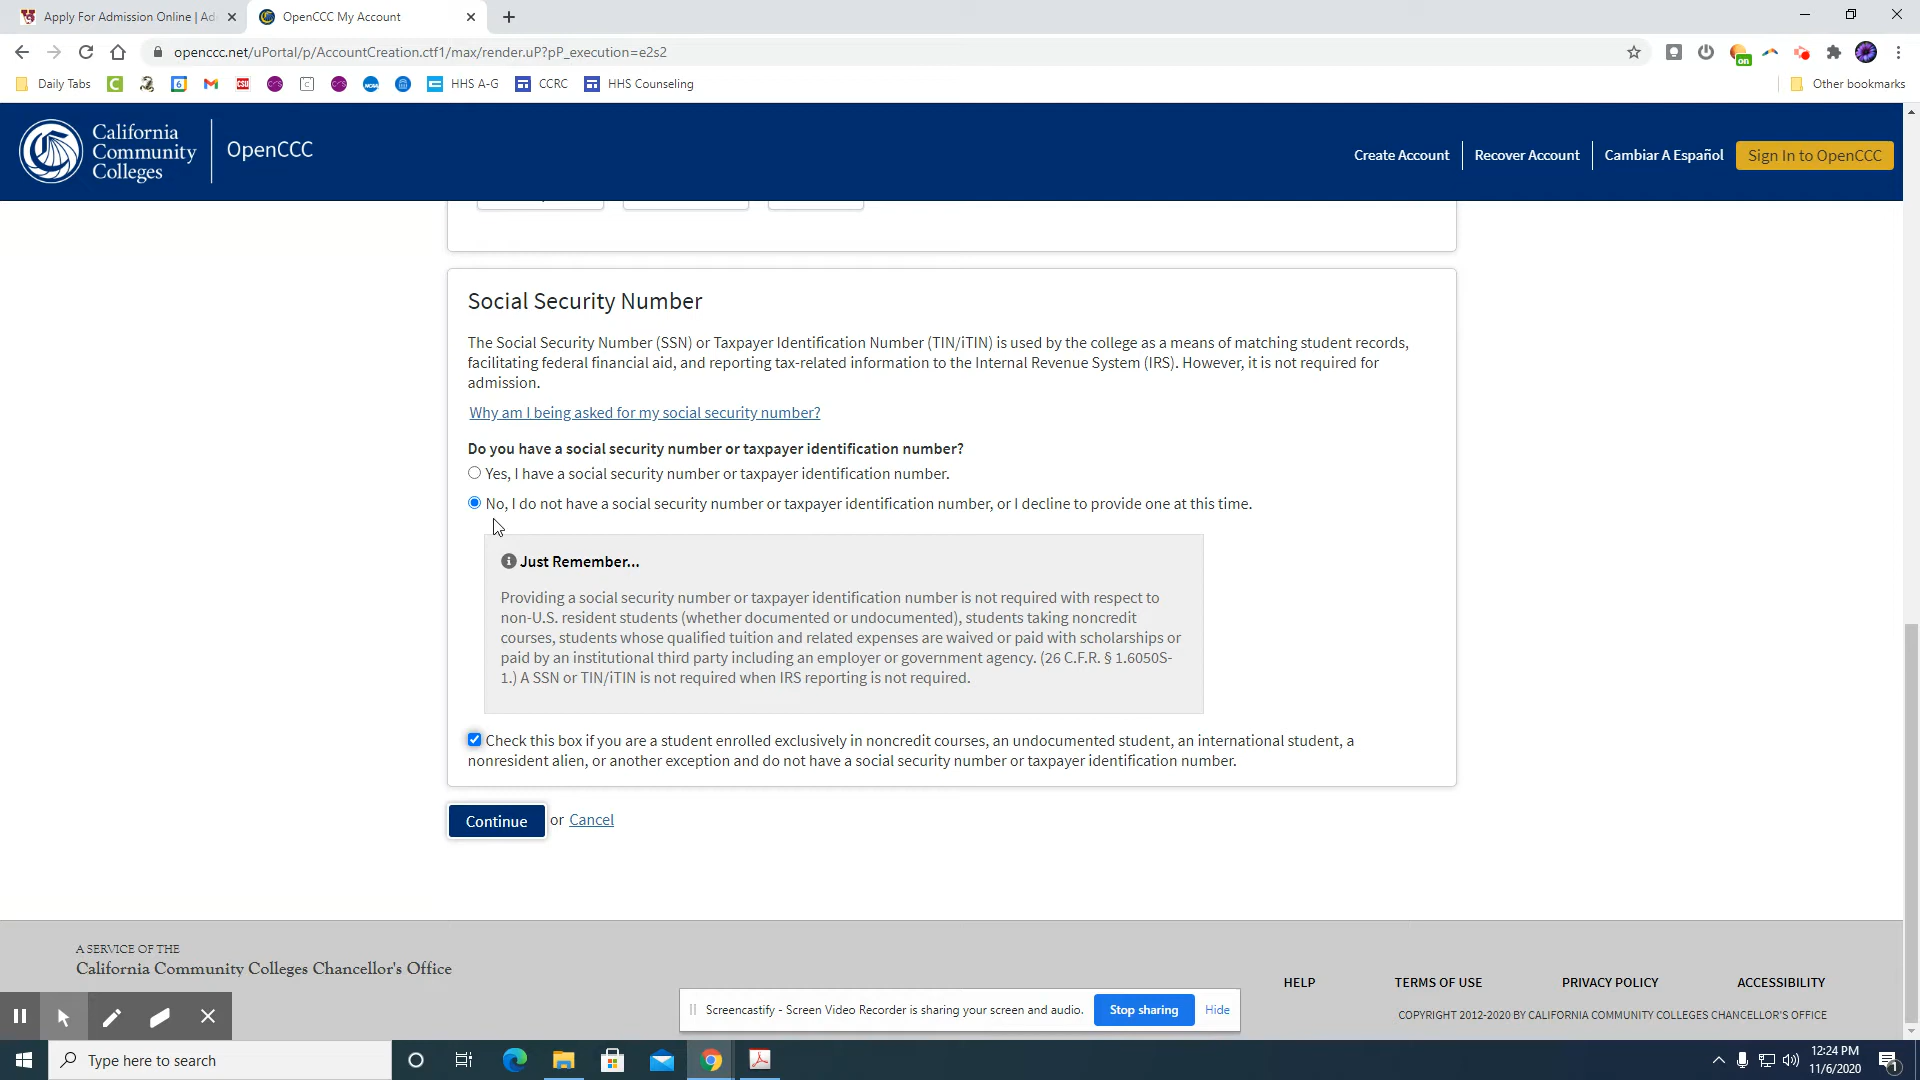 Apply For Admission Online | Ad
OpenCCC My Account
openccc.net/uPortal/p/AccountCreation.ctf1/max/render.uP?pP_execution=e2s2
on
Daily Tabs
6
CSU
HHS A-G
CCRC
HHS Counseling
Other bookmarks
California
Community
Colleges
OpenCCC
Create Account
Recover Account
Cambiar A Español
Sign In to OpenCCC
Social Security Number
The Social Security Number (SSN) or Taxpayer Identification Number (TIN/iTIN) is used by the college as a means of matching student records,
facilitating federal financial aid, and reporting tax-related information to the Internal Revenue System (IRS). However, it is not required for
admission.
Why am I being asked for my social security number?
Do you have a social security number or taxpayer identification number?
Yes, I have a social security number or taxpayer identification number.
No, I do not have a social security number or taxpayer identification number, or I decline to provide one at this time.
Just Remember...
Providing a social security number or taxpayer identification number is not required with respect to
non-U.S. resident students (whether documented or undocumented), students taking noncredit
courses, students whose qualified tuition and related expenses are waived or paid with scholarships or
paid by an institutional third party including an employer or government agency. (26 C.F.R. § 1.6050S-
1.) A SSN or TIN/iTIN is not required when IRS reporting is not required.
Check this box if you are a student enrolled exclusively in noncredit courses, an undocumented student, an international student, a
nonresident alien, or another exception and do not have a social security number or taxpayer identification number.
Continue or Cancel
A SERVICE OF THE
California Community Colleges Chancellor's Office
HELP
TERMS OF USE
PRIVACY POLICY
ACCESSIBILITY
COPYRIGHT 2012-2020 BY CALIFORNIA COMMUNITY COLLEGES CHANCELLOR'S OFFICE
Screencastify - Screen Video Recorder is sharing your screen and audio.
Stop sharing
Hide
Type here to search
12:24 PM
11/6/2020
1